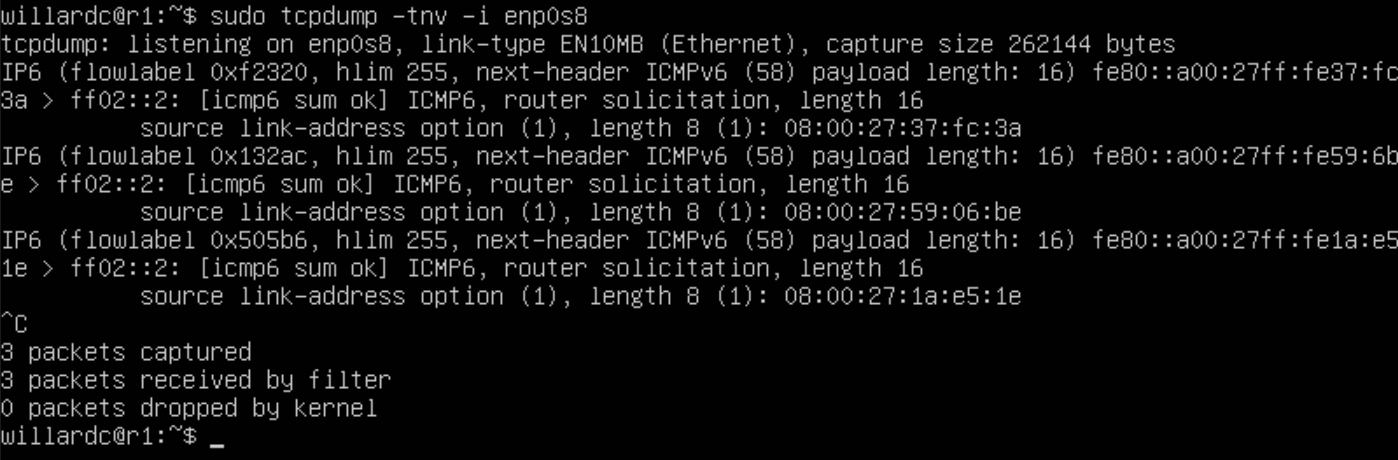 willardc@r1:~$ sudo tcpdump -tnv -i enp0s8
tcpdump: listening on enp0s8, link-type EN10MB (Ethernet), capture size 262144 bytes
IP6 (flowlabel 0xf2320, hlim 255, next-header ICMPv6 (58) payload length: 16) fe80::a00:27ff:fe37:fc
3a > ff02::2: [icmp6 sum ok] ICMP6, router solicitation, length 16
          source link-address option (1), length 8 (1): 08:00:27:37:fc:3a
IP6 (flowlabel 0x132ac, hlim 255, next-header ICMPv6 (58) payload length: 16) fe80::a00:27ff:fe59:6b
e > ff02::2: [icmp6 sum ok] ICMP6, router solicitation, length 16
          source link-address option (1), length 8 (1): 08:00:27:59:06:be
IP6 (flowlabel 0x505b6, hlim 255, next-header ICMPv6 (58) payload length: 16) fe80::a00:27ff:fe1a:e5
1e > ff02::2: [icmp6 sum ok] ICMP6, router solicitation, length 16
          source link-address option (1), length 8 (1): 08:00:27:1a:e5:1e
^C
3 packets captured
3 packets received by filter
0 packets dropped by kernel
willardc@r1:~$ _